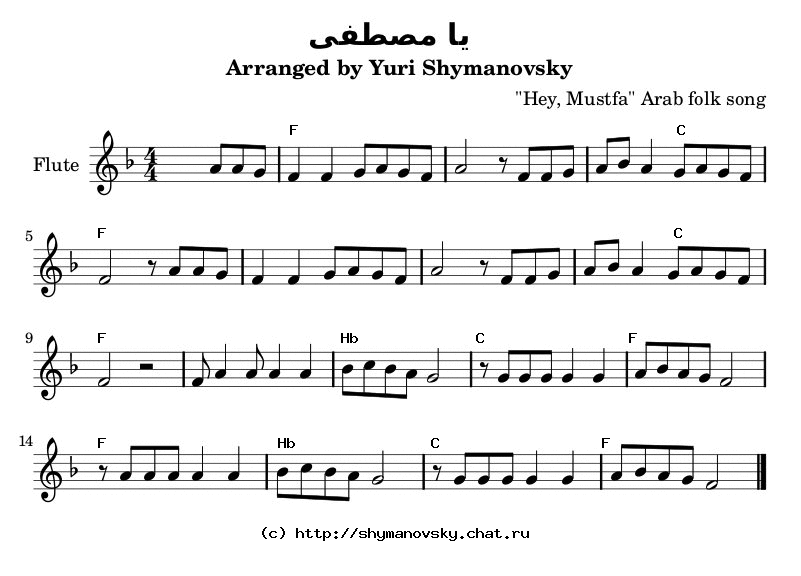 يا مصطفى
Arranged by Yuri Shymanovsky
"Hey, Mustfa" Arab folk song
Flute
4
4
F C
5 F C
9 F Hb C F
14 F Hb C F
(c) http://shymanovsky.chat.ru